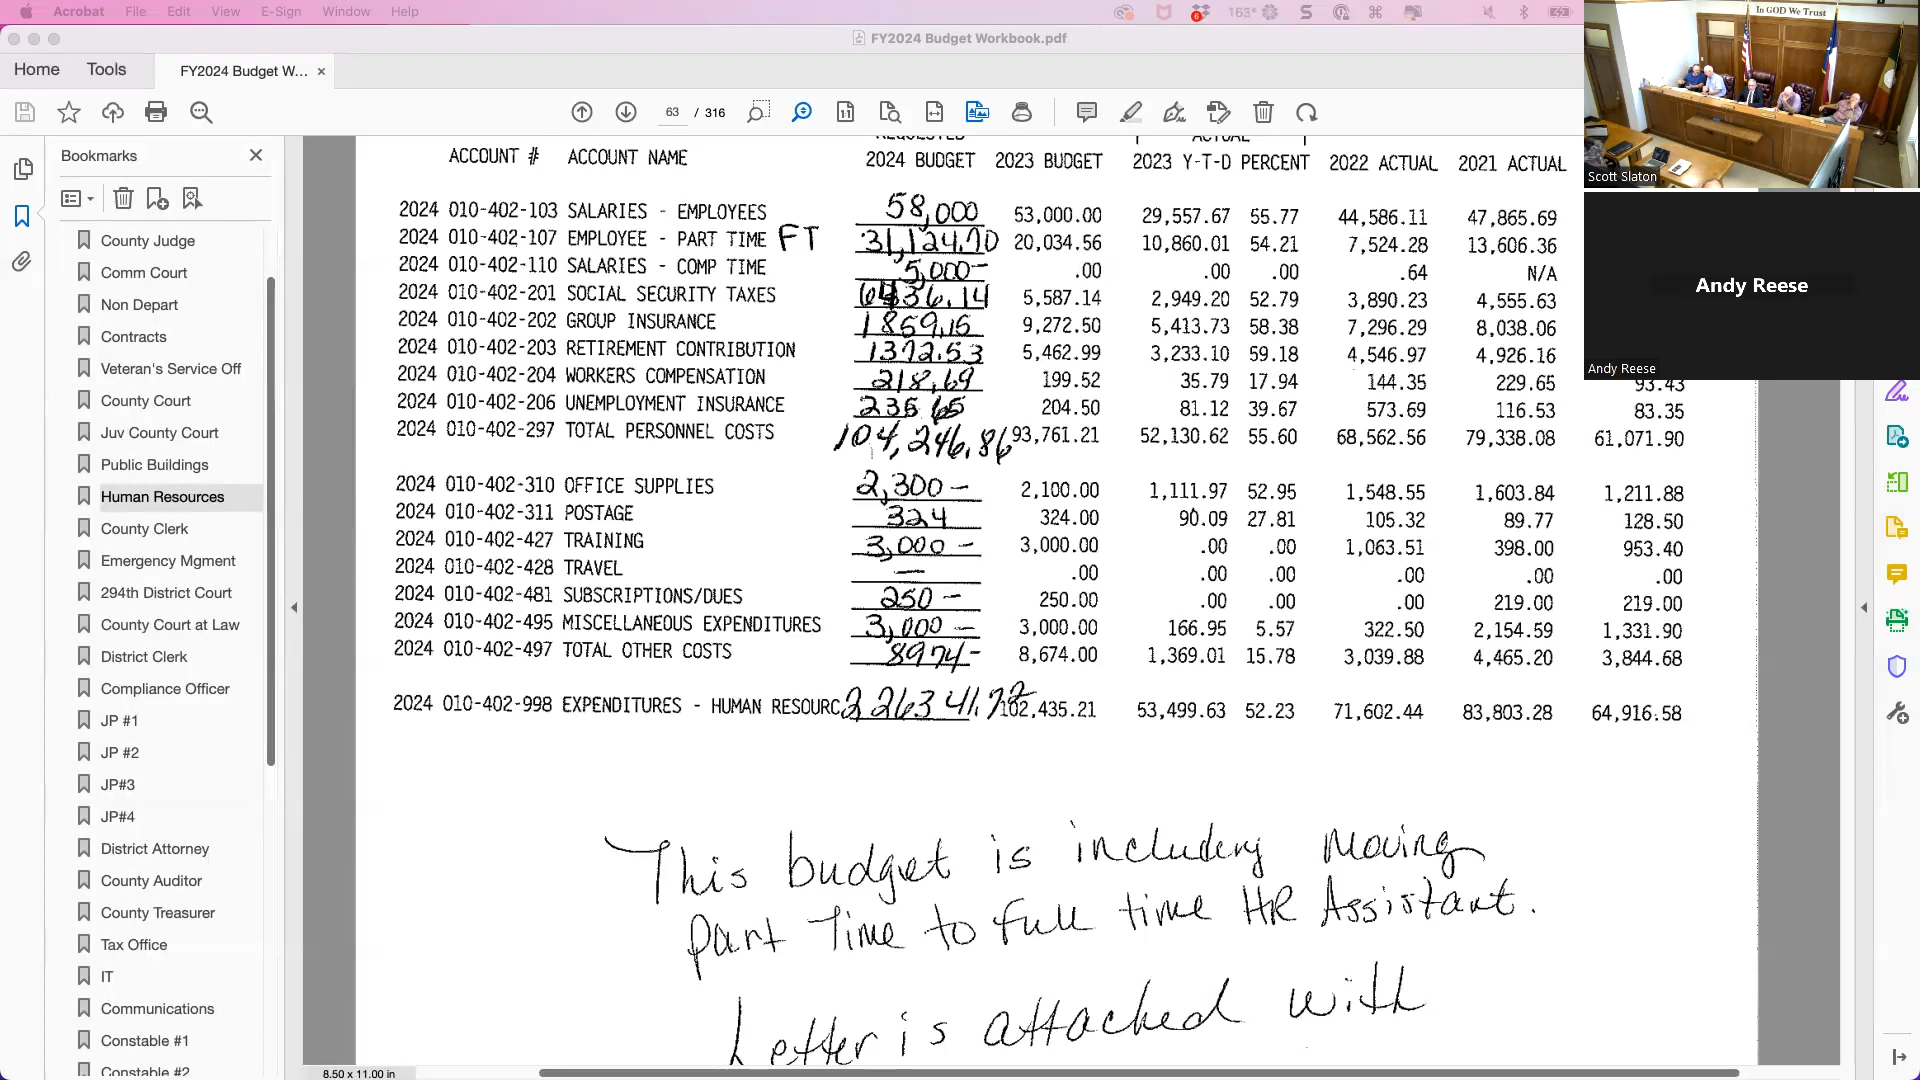 Acrobat File Edit View E-Sign Window Help 6 163°
FY2024 Budget Workbook.pdf
Home Tools FY2024 Budget W... ×
63 / 316
Bookmarks
County Judge
Comm Court
Non Depart
Contracts
Veteran's Service Off
County Court
Juv County Court
Public Buildings
Human Resources
County Clerk
Emergency Mgment
294th District Court
County Court at Law
District Clerk
Compliance Officer
JP #1
JP #2
JP#3
JP#4
District Attorney
County Auditor
County Treasurer
Tax Office
IT
Communications
Constable #1
Constable #2
8.50 x 11.00 in
REQUESTED ACTUAL
ACCOUNT # ACCOUNT NAME 2024 BUDGET 2023 BUDGET 2023 Y-T-D PERCENT 2022 ACTUAL 2021 ACTUAL
2024 010-402-103 SALARIES - EMPLOYEES 58,000 53,000.00 29,557.67 55.77 44,586.11 47,865.69
2024 010-402-107 EMPLOYEE - PART TIME FT 31,124.70 20,034.56 10,860.01 54.21 7,524.28 13,606.36
2024 010-402-110 SALARIES - COMP TIME 5,000- .00 .00 .00 .64 N/A
2024 010-402-201 SOCIAL SECURITY TAXES 5,587.14 2,949.20 52.79 3,890.23 4,555.63
2024 010-402-202 GROUP INSURANCE 1859.15 9,272.50 5,413.73 58.38 7,296.29 8,038.06
2024 010-402-203 RETIREMENT CONTRIBUTION 1372.53 5,462.99 3,233.10 59.18 4,546.97 4,926.16
2024 010-402-204 WORKERS COMPENSATION 218.69 199.52 35.79 17.94 144.35 229.65 93.43
2024 010-402-206 UNEMPLOYMENT INSURANCE 204.50 81.12 39.67 573.69 116.53 83.35
2024 010-402-297 TOTAL PERSONNEL COSTS 104,246.86 93,761.21 52,130.62 55.60 68,562.56 79,338.08 61,071.90
2024 010-402-310 OFFICE SUPPLIES 2,300- 2,100.00 1,111.97 52.95 1,548.55 1,603.84 1,211.88
2024 010-402-311 POSTAGE 324 324.00 90.09 27.81 105.32 89.77 128.50
2024 010-402-427 TRAINING 3,000- 3,000.00 .00 .00 1,063.51 398.00 953.40
2024 010-402-428 TRAVEL — .00 .00 .00 .00 .00 .00
2024 010-402-481 SUBSCRIPTIONS/DUES 250- 250.00 .00 .00 .00 219.00 219.00
2024 010-402-495 MISCELLANEOUS EXPENDITURES 3,000- 3,000.00 166.95 5.57 322.50 2,154.59 1,331.90
2024 010-402-497 TOTAL OTHER COSTS 8974- 8,674.00 1,369.01 15.78 3,039.88 4,465.20 3,844.68
2024 010-402-998 EXPENDITURES - HUMAN RESOURC 226341.72 102,435.21 53,499.63 52.23 71,602.44 83,803.28 64,916.58
This budget is including moving
part time to full time HR Assistant.
Letter is attached with
In GOD We Trust
Scott Slaton
Andy Reese
Andy Reese